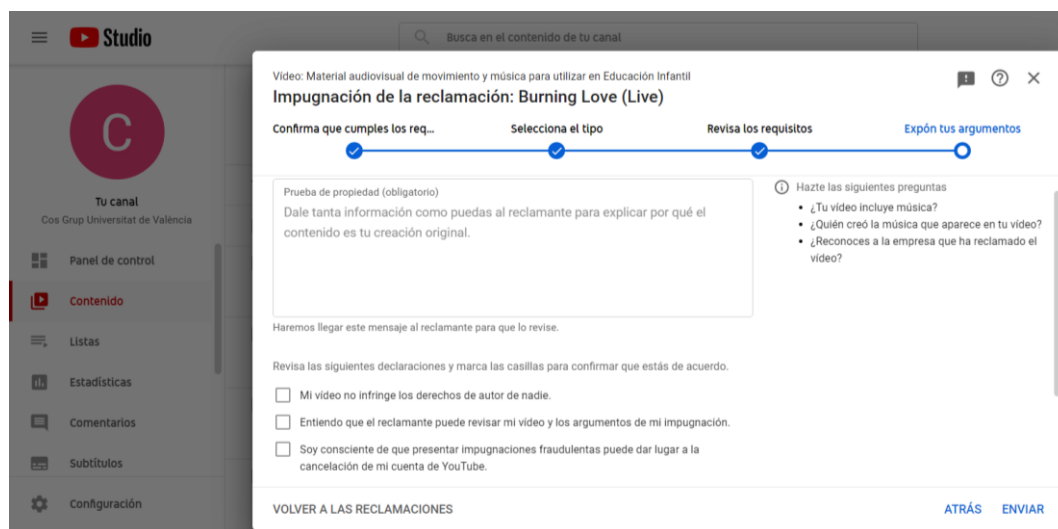 Studio
Busca en el contenido de tu canal
C
Tu canal
Cos Grup Universitat de València
Panel de control
Contenido
Listas
Estadísticas
Comentarios
Subtítulos
Configuración
Vídeo: Material audiovisual de movimiento y música para utilizar en Educación Infantil
Impugnación de la reclamación: Burning Love (Live)
Confirma que cumples los req...
Selecciona el tipo
Revisa los requisitos
Expón tus argumentos
Prueba de propiedad (obligatorio)
Dale tanta información como puedas al reclamante para explicar por qué el
contenido es tu creación original.
Haremos llegar este mensaje al reclamante para que lo revise.
Hazte las siguientes preguntas
• ¿Tu vídeo incluye música?
• ¿Quién creó la música que aparece en tu vídeo?
• ¿Reconoces a la empresa que ha reclamado el
vídeo?
Revisa las siguientes declaraciones y marca las casillas para confirmar que estás de acuerdo.
Mi vídeo no infringe los derechos de autor de nadie.
Entiendo que el reclamante puede revisar mi vídeo y los argumentos de mi impugnación.
Soy consciente de que presentar impugnaciones fraudulentas puede dar lugar a la
cancelación de mi cuenta de YouTube.
VOLVER A LAS RECLAMACIONES
ATRÁS
ENVIAR